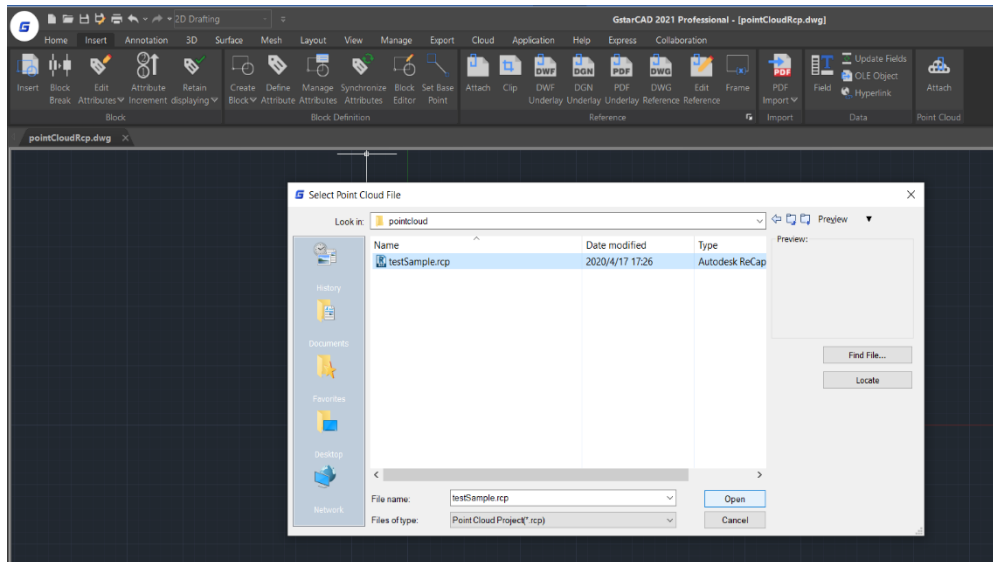 2D Drafting
GstarCAD 2021 Professional - [pointCloudRcp.dwg]
Home Insert Annotation 3D Surface Mesh Layout View Manage Export Cloud Application Help Express Collaboration
Insert Block Break Edit Attributes Attribute Increment Retain displaying Create Block Define Attribute Manage Attributes Synchronize Attributes Block Editor Set Base Point Attach Clip DWF Underlay DGN Underlay PDF Underlay DWG Reference Edit Reference Frame PDF Import Field Update Fields OLE Object Hyperlink Attach
DWF DGN PDF DWG PDF
Block Block Definition Reference Import Data Point Cloud
pointCloudRcp.dwg
Select Point Cloud File
Look in: pointcloud Preview
Name Date modified Type Preview:
testSample.rcp 2020/4/17 17:26 Autodesk ReCap
History
Documents
Find File...
Locate
Favorites
Desktop
Network
File name: testSample.rcp Open
Files of type: Point Cloud Project(*.rcp) Cancel